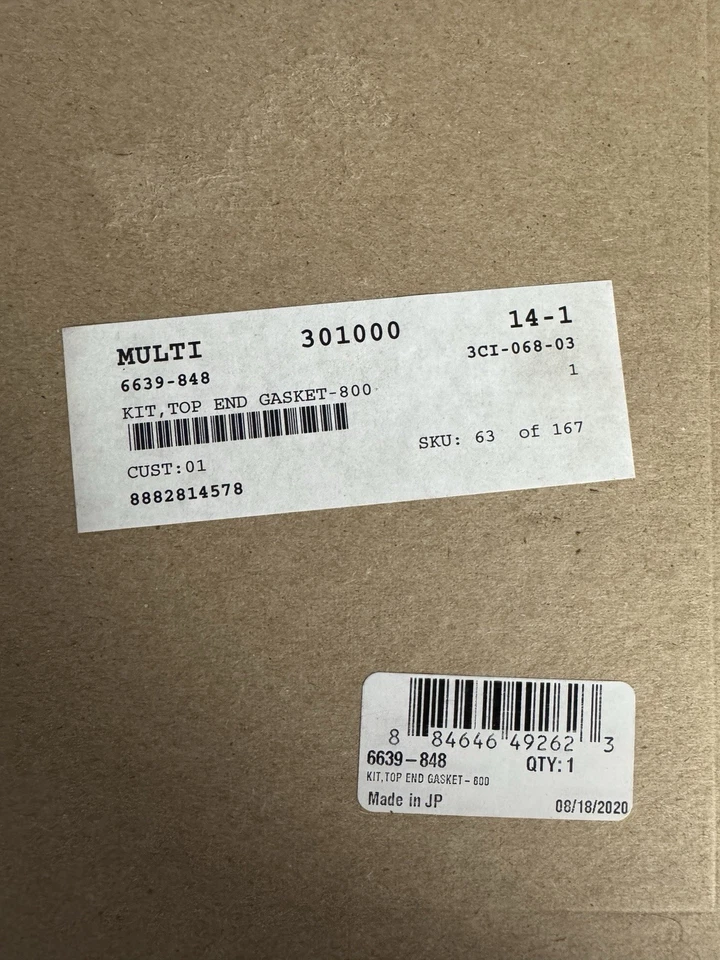 MULTI 301000 14-1
6639-848 3CI-068-03
KIT,TOP END GASKET-800 1
SKU: 63 of 167
CUST:01
8882814578
8 84646 49262 3
6639-848 QTY: 1
KIT,TOP END GASKET-800
Made in JP 08/18/2020